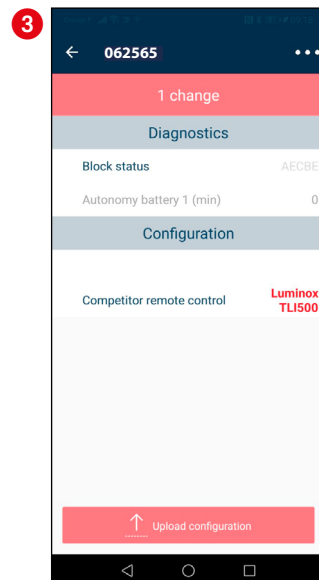 3
062565
1 change
Diagnostics
Block status AECBE
Autonomy battery 1 (min) 0
Configuration
Competitor remote control Luminox
TLI500
Upload configuration